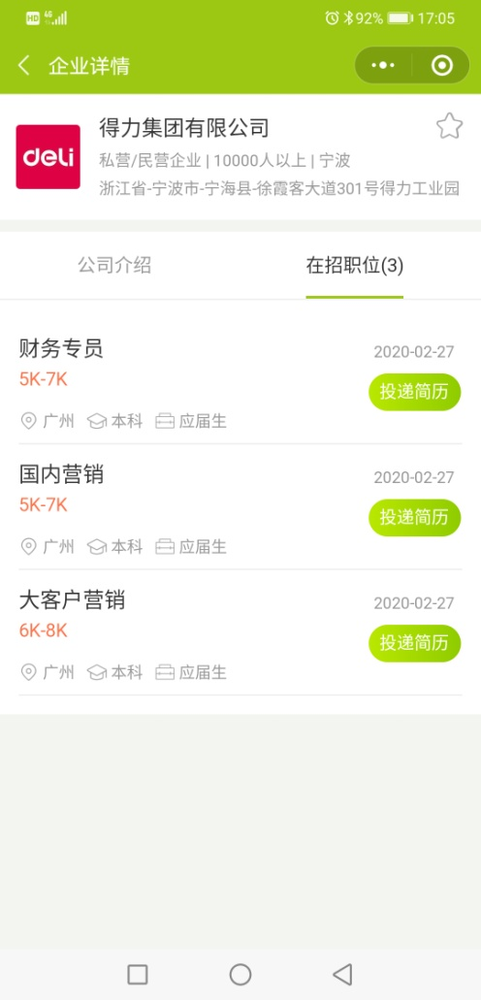 HD 4G 92% 17:05
企业详情
deli
得力集团有限公司
私营/民营企业 | 10000人以上 | 宁波
浙江省-宁波市-宁海县-徐霞客大道301号得力工业园
公司介绍 在招职位(3)
财务专员 2020-02-27
5K-7K 投递简历
广州 本科 应届生
国内营销 2020-02-27
5K-7K 投递简历
广州 本科 应届生
大客户营销 2020-02-27
6K-8K 投递简历
广州 本科 应届生